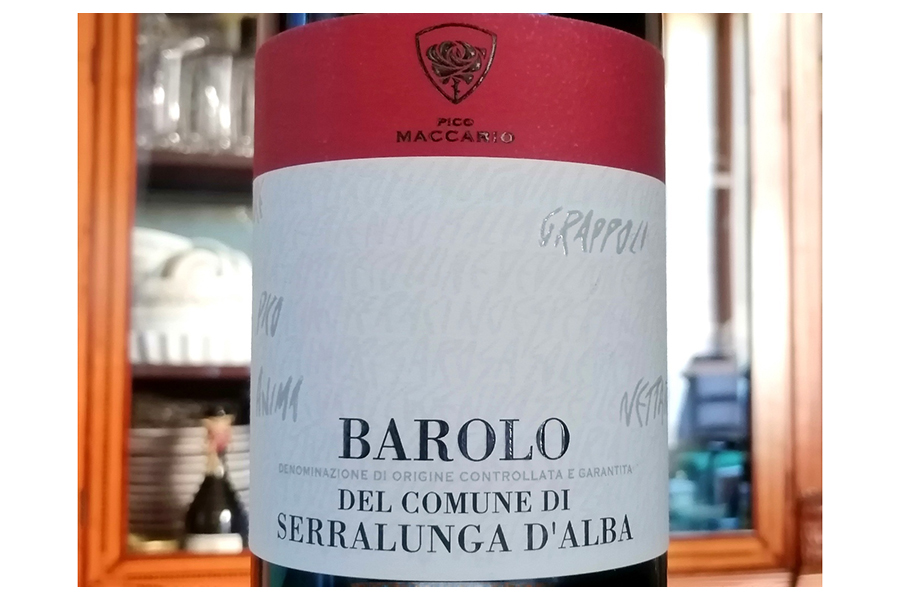 PICO
MACCARIO
GRAPPOLI
ANIMA
BAROLO
DENOMINAZIONE DI ORIGINE CONTROLLATA E GARANTITA
DEL COMUNE DI
SERRALUNGA D'ALBA